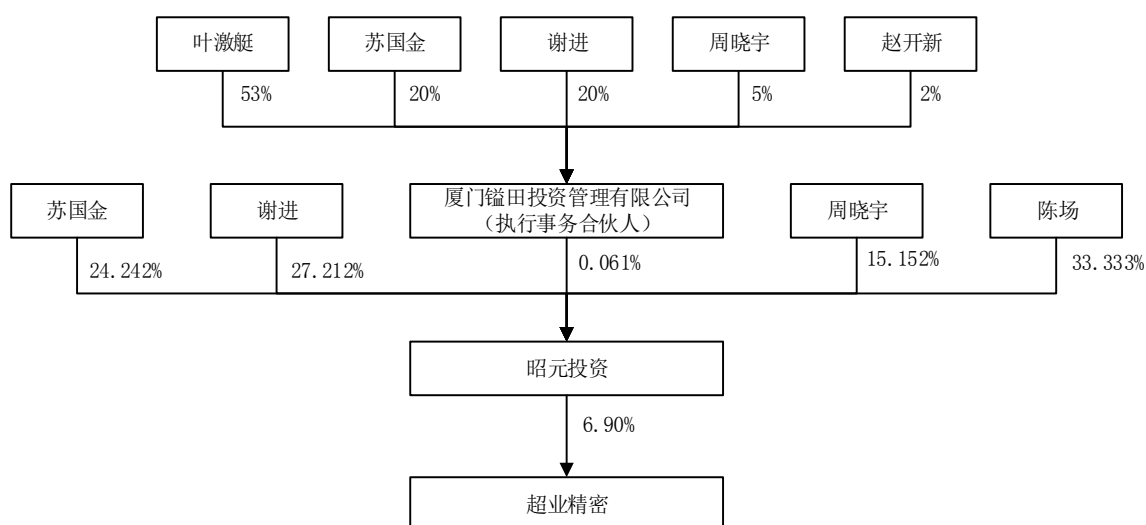 叶激艇
苏国金
谢进
周晓宇
赵开新
53%
20%
20%
5%
2%
苏国金
谢进
厦门镒田投资管理有限公司
（执行事务合伙人）
周晓宇
陈场
24.242%
27.212%
0.061%
15.152%
33.333%
昭元投资
6.90%
超业精密